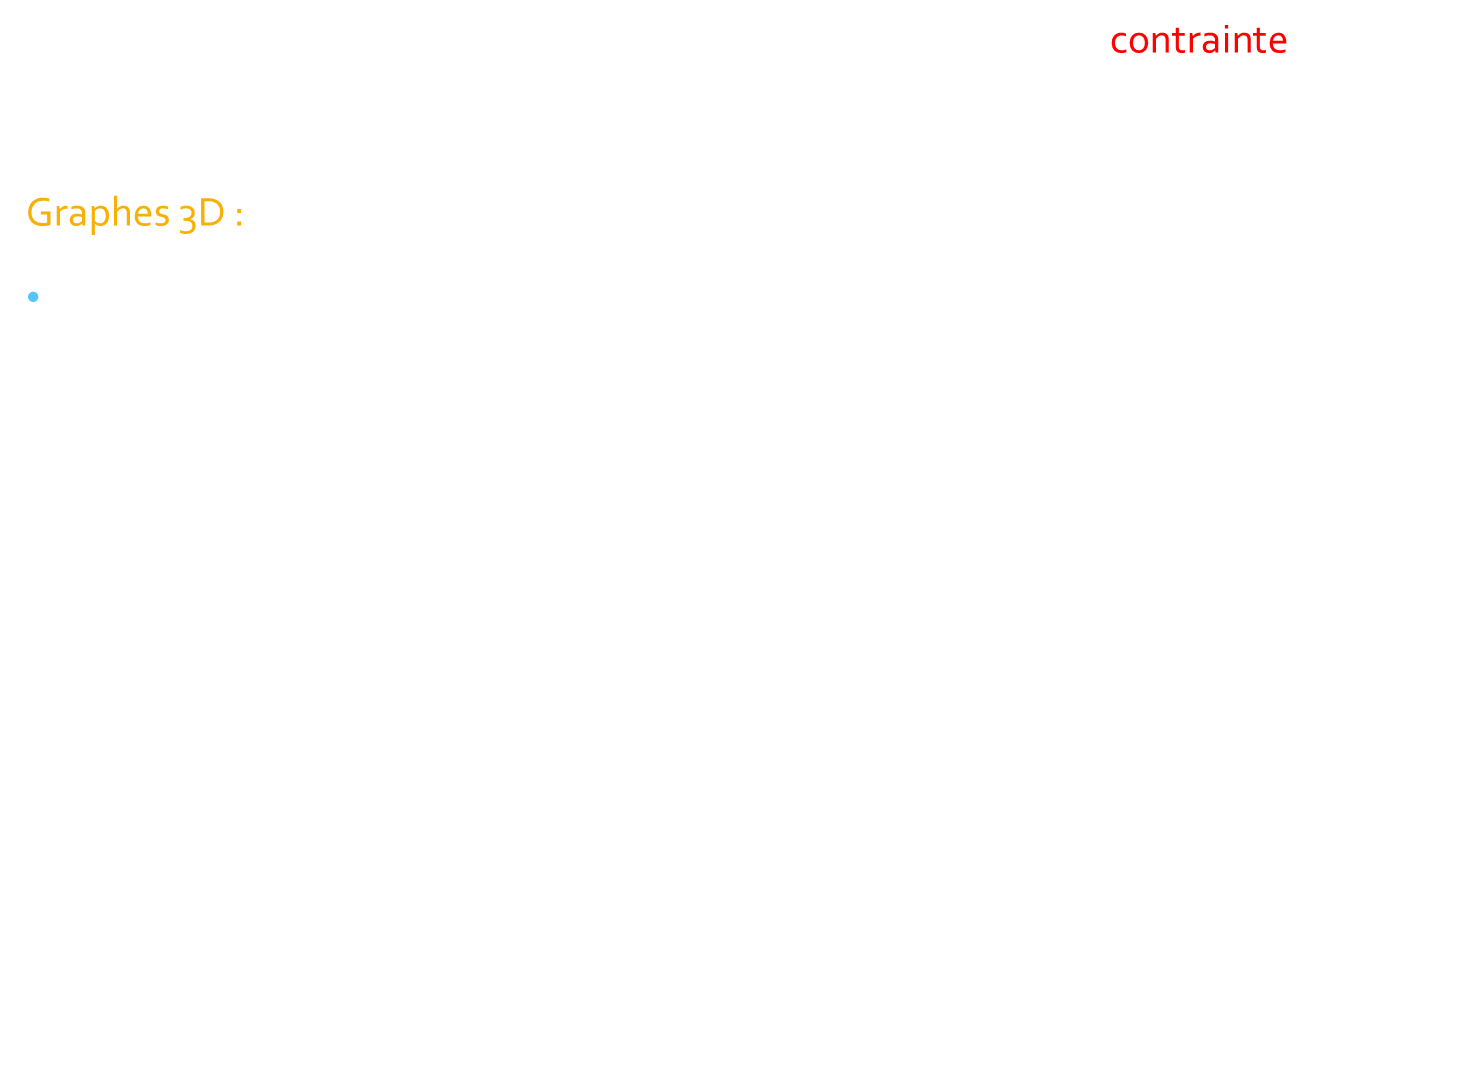 contrainte
Graphes 3D :
•